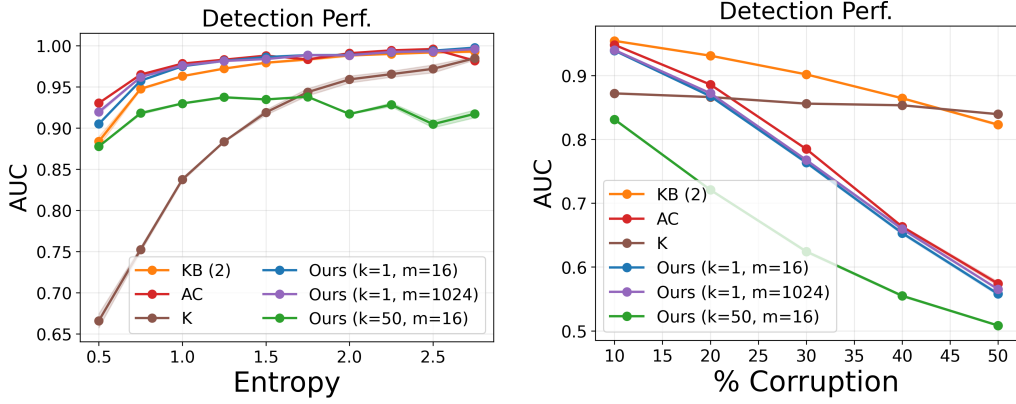 Detection Perf.
AUC
1.00
0.95
0.90
0.85
0.80
0.75
0.70
0.65
KB (2)
AC
K
Ours (k=1, m=16)
Ours (k=1, m=1024)
Ours (k=50, m=16)
0.5 1.0 1.5 2.0 2.5
Entropy
Detection Perf.
AUC
0.9
0.8
0.7
0.6
0.5
KB (2)
AC
K
Ours (k=1, m=16)
Ours (k=1, m=1024)
Ours (k=50, m=16)
10 15 20 25 30 35 40 45 50
% Corruption